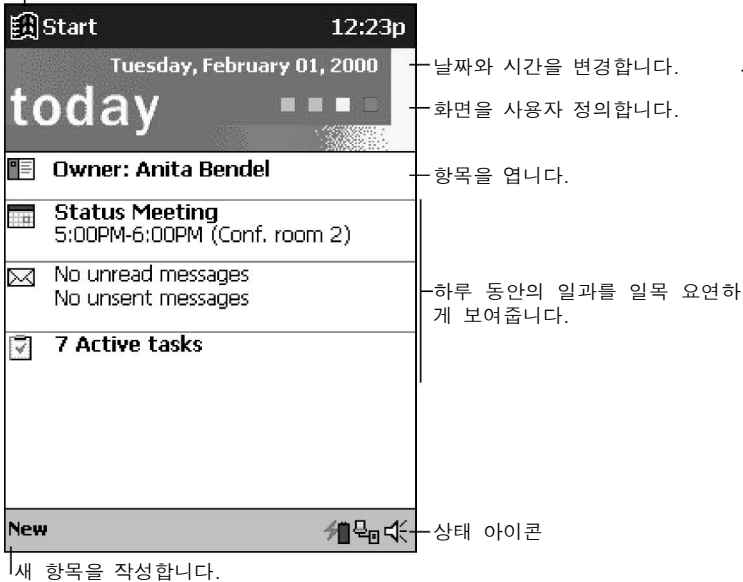 Start 12:23p
Tuesday, February 01, 2000
today
날짜와 시간을 변경합니다.
화면을 사용자 정의합니다.
Owner: Anita Bendel
항목을 엽니다.
Status Meeting
5:00PM-6:00PM (Conf. room 2)
No unread messages
No unsent messages
하루 동안의 일과를 일목 요연하
게 보여줍니다.
7 Active tasks
New
상태 아이콘
새 항목을 작성합니다.